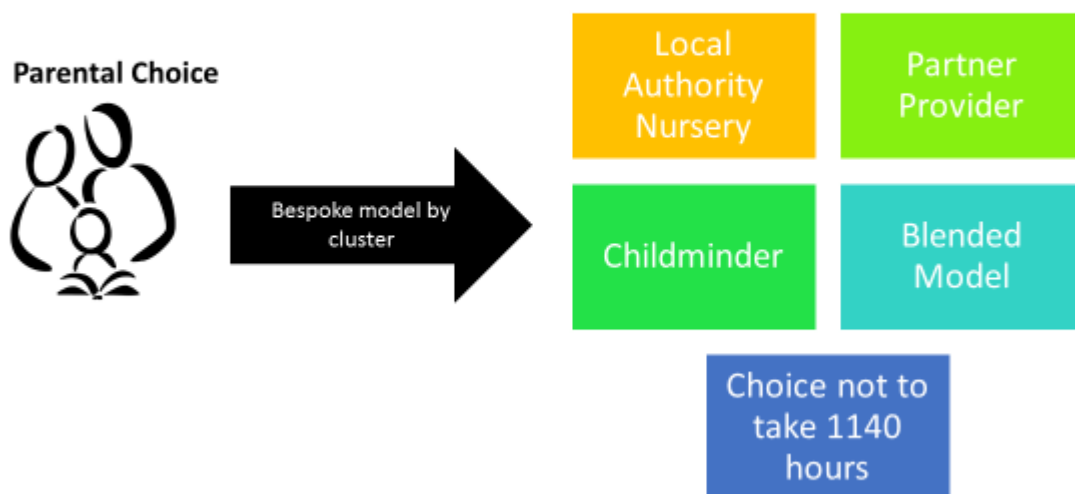 Parental Choice
Bespoke model by
cluster
Local
Authority
Nursery
Partner
Provider
Childminder
Blended
Model
Choice not to
take 1140
hours